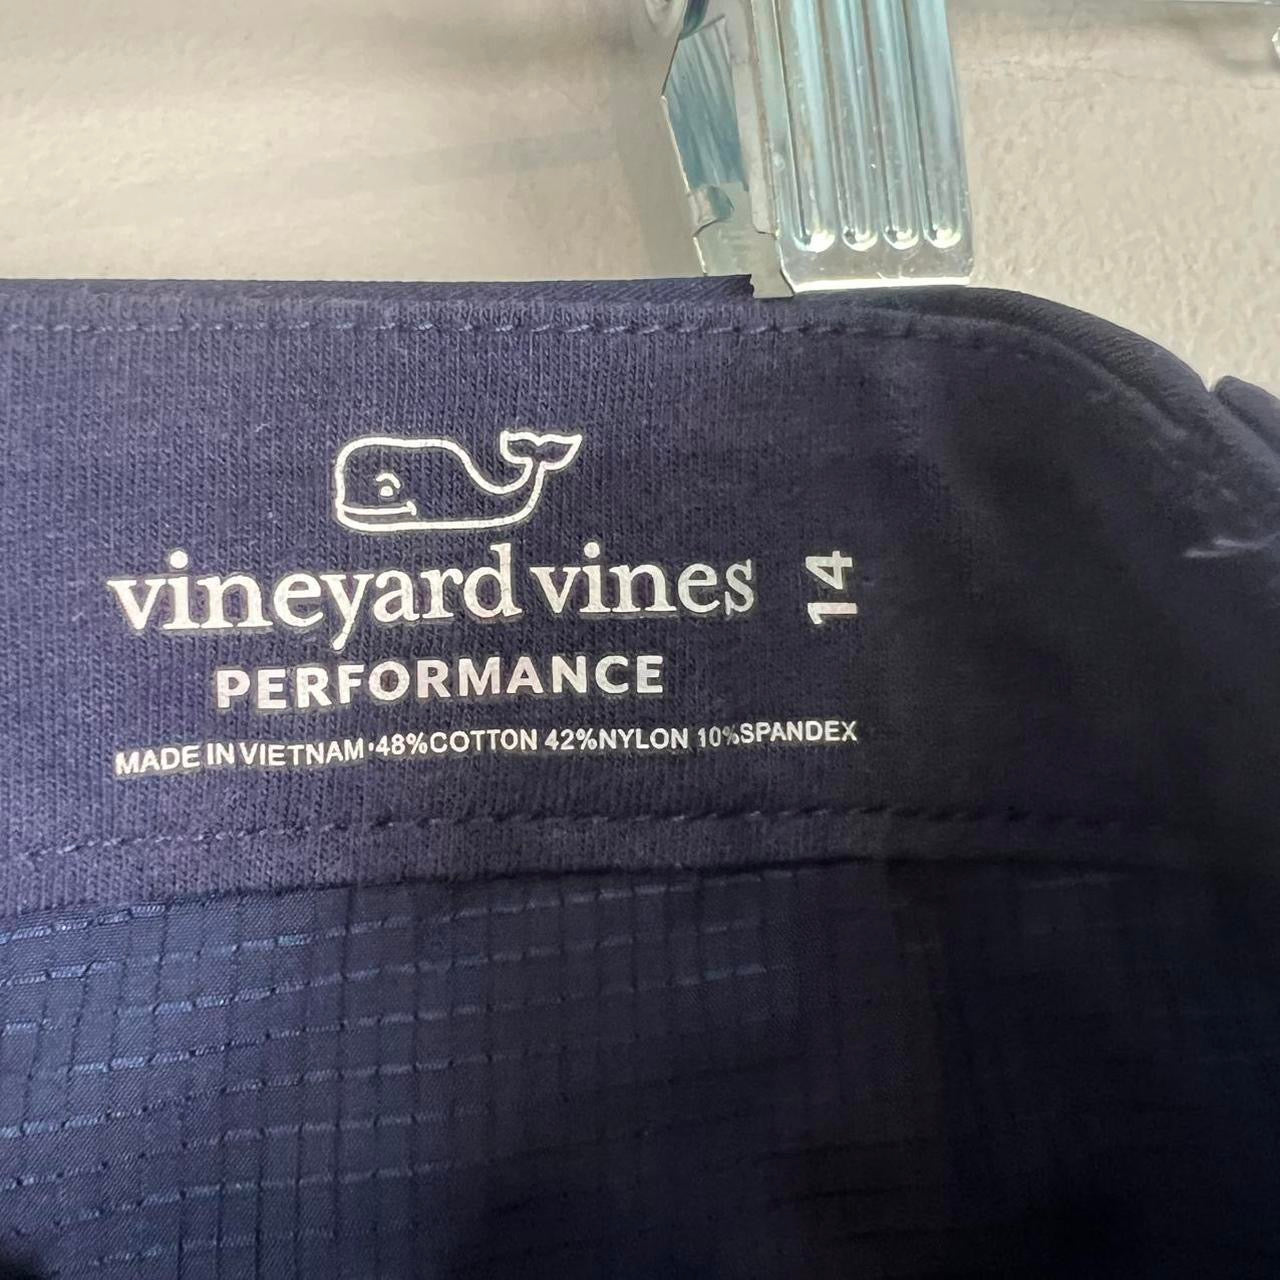 vineyard vines
14
PERFORMANCE
MADE IN VIETNAM•48%COTTON 42%NYLON 10%SPANDEX